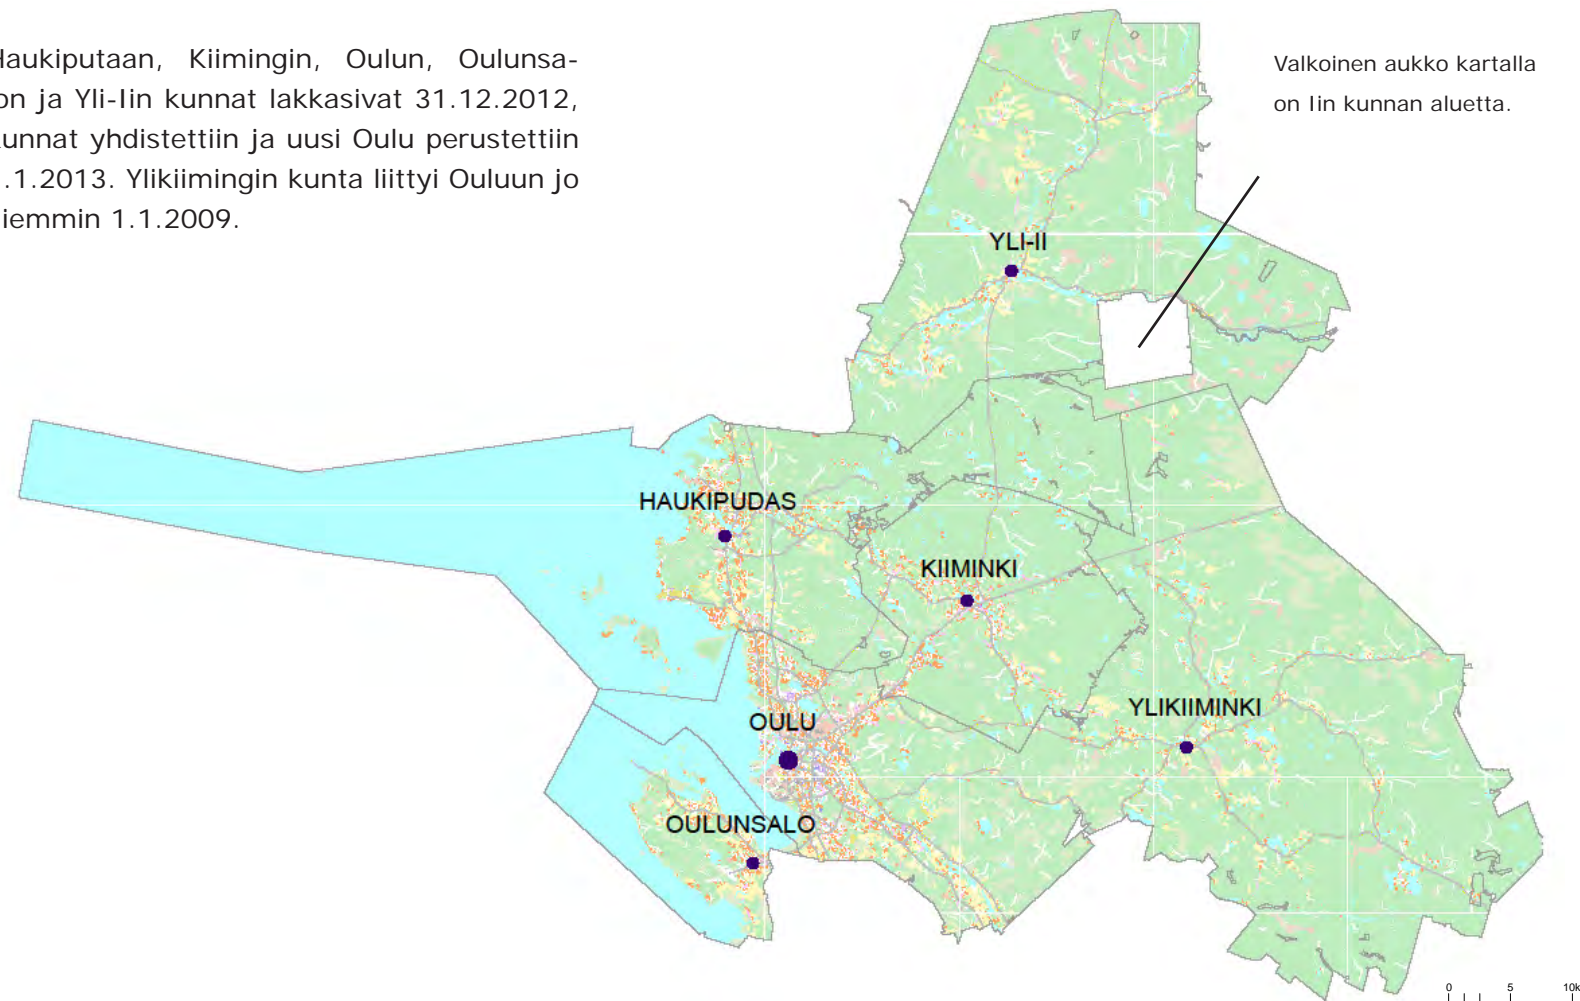 Haukiputaan, Kiimingin, Oulun, Oulunsa-
on ja Yli-Iin kunnat lakkasivat 31.12.2012,
kunnat yhdistettiin ja uusi Oulu perustettiin
.1.2013. Ylikiimingin kunta liittyi Ouluun jo
iemmin 1.1.2009.
Valkoinen aukko kartalla
on Iin kunnan aluetta.
YLI-II
HAUKIPUDAS
KIIMINKI
YLIKIIMINKI
OULU
OULUNSALO
0 5 10k